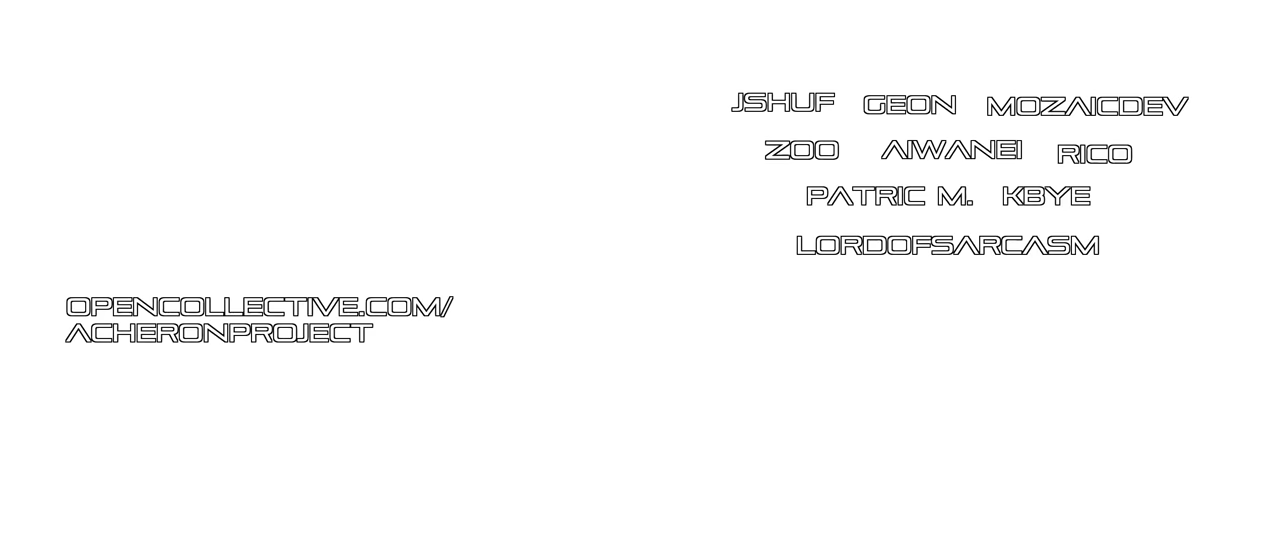 JSHUF GEON MOZAICDEV
ZOO AIWANEI RICO
PATRIC M. KBYE
LORDOFSARCASM
OPENCOLLECTIVE.COM/
ACHERONPROJECT